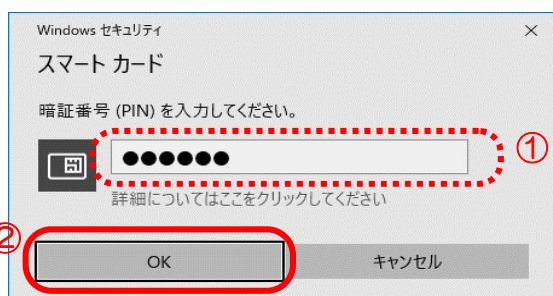 Windows セキュリティ
スマート カード
暗証番号 (PIN) を入力してください。
●●●●●●
①
詳細についてはここをクリックしてください
②
OK
キャンセル